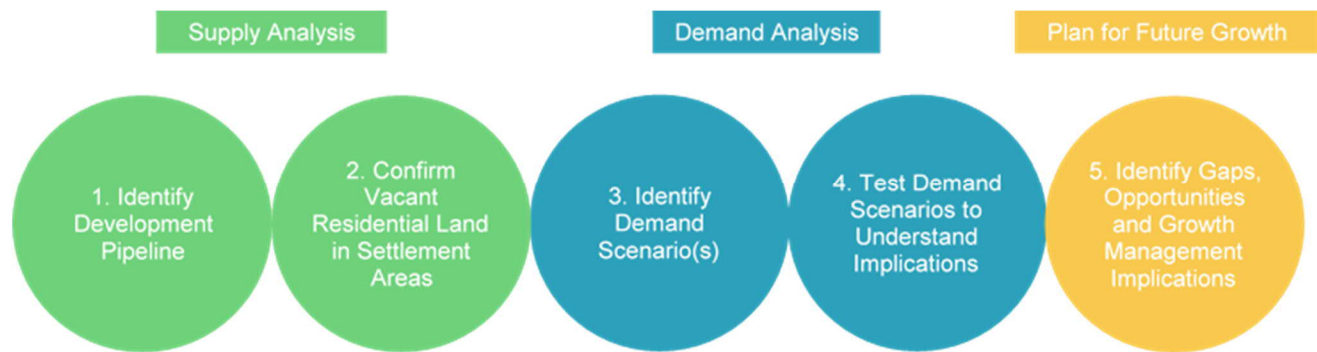 Supply Analysis
Demand Analysis
Plan for Future Growth
1. Identify
Development
Pipeline
2. Confirm
Vacant
Residential Land
in Settlement
Areas
3. Identify
Demand
Scenario(s)
4. Test Demand
Scenarios to
Understand
Implications
5. Identify Gaps,
Opportunities
and Growth
Management
Implications